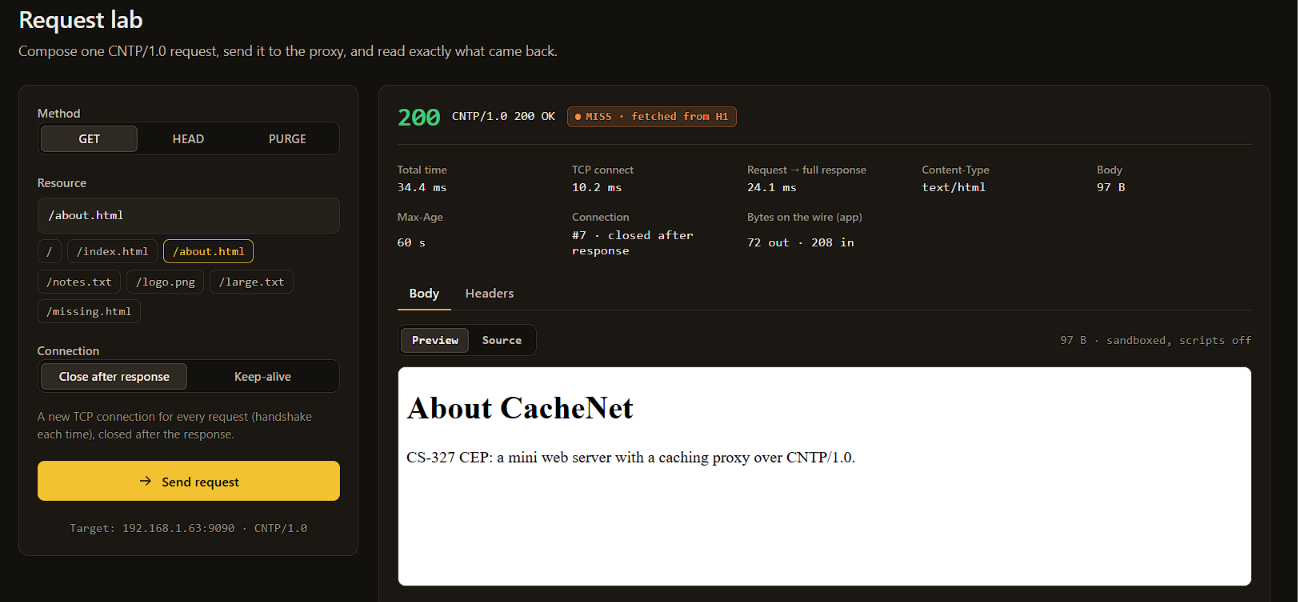 Request lab
Compose one CNTP/1.0 request, send it to the proxy, and read exactly what came back.
Method
GET HEAD PURGE
Resource
/about.html
/ /index.html /about.html
/notes.txt /logo.png /large.txt
/missing.html
Connection
Close after response Keep-alive
A new TCP connection for every request (handshake
each time), closed after the response.
→ Send request
Target: 192.168.1.63:9090 · CNTP/1.0
200 CNTP/1.0 200 OK MISS · fetched from H1
Total time TCP connect Request → full response Content-Type Body
34.4 ms 10.2 ms 24.1 ms text/html 97 B
Max-Age Connection Bytes on the wire (app)
60 s #7 · closed after response 72 out · 208 in
Body Headers
Preview Source 97 B · sandboxed, scripts off
About CacheNet
CS-327 CEP: a mini web server with a caching proxy over CNTP/1.0.